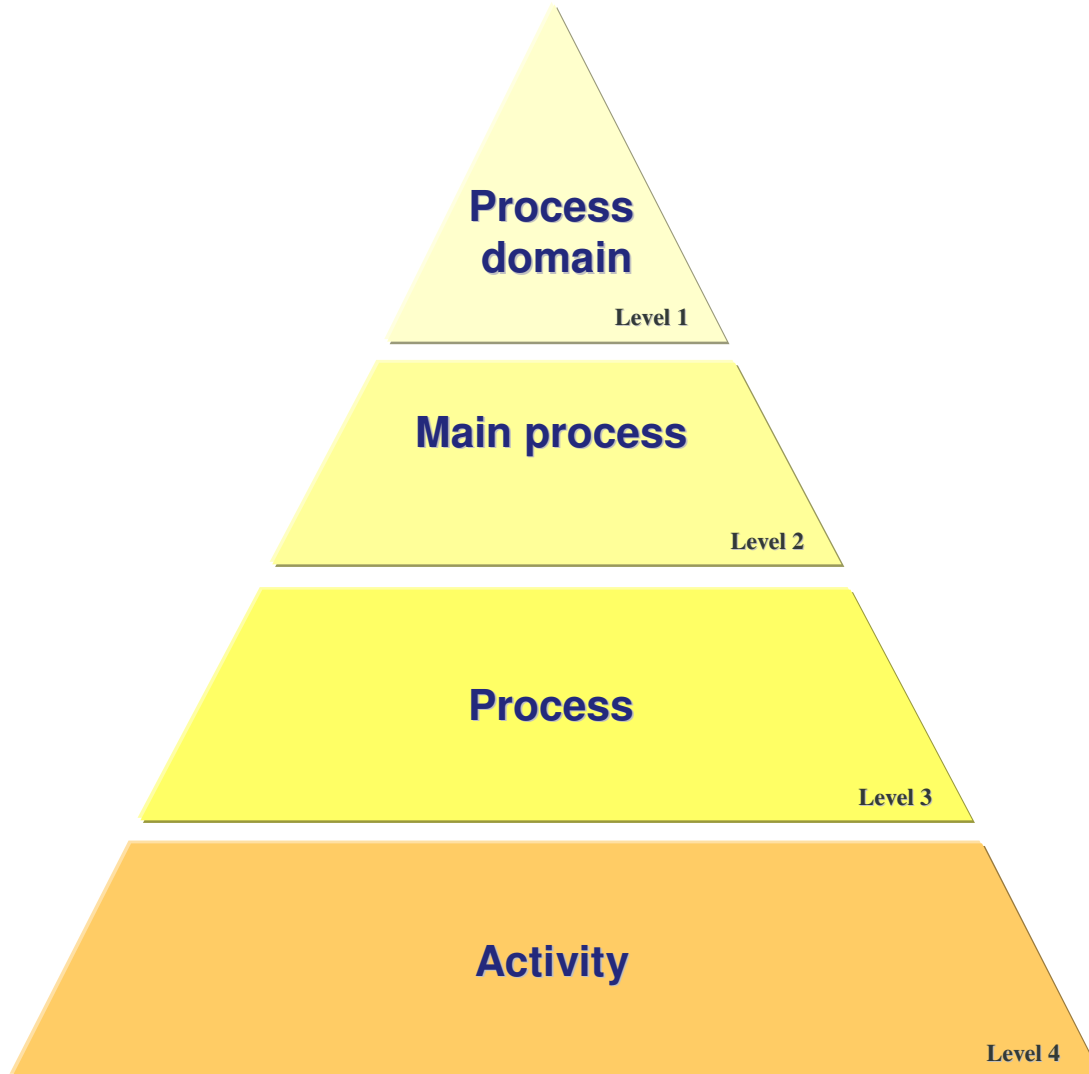 Process
domain
Level 1
Main process
Level 2
Process
Level 3
Activity
Level 4